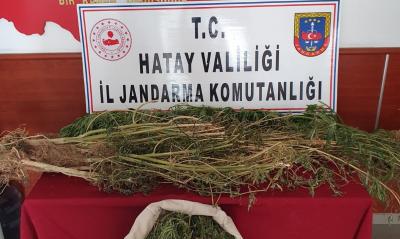 T.C.
HATAY VALİLİĞİ
İL JANDARMA KOMUTANLIĞI